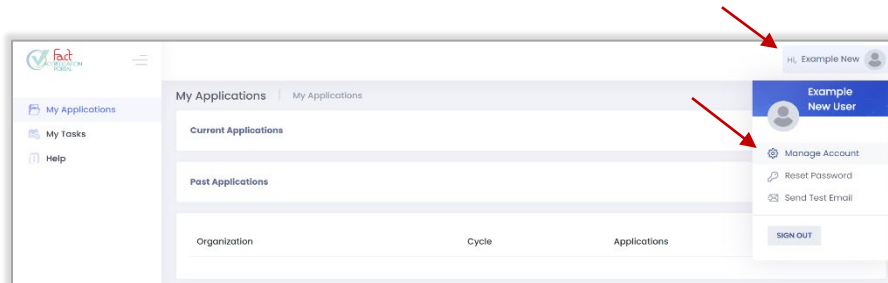 Fact
ACCREDITATION
PORTAL
Hi, Example New
My Applications
My Tasks
Help
My Applications My Applications
Current Applications
Past Applications
Organization Cycle Applications
Example
New User
Manage Account
Reset Password
Send Test Email
SIGN OUT